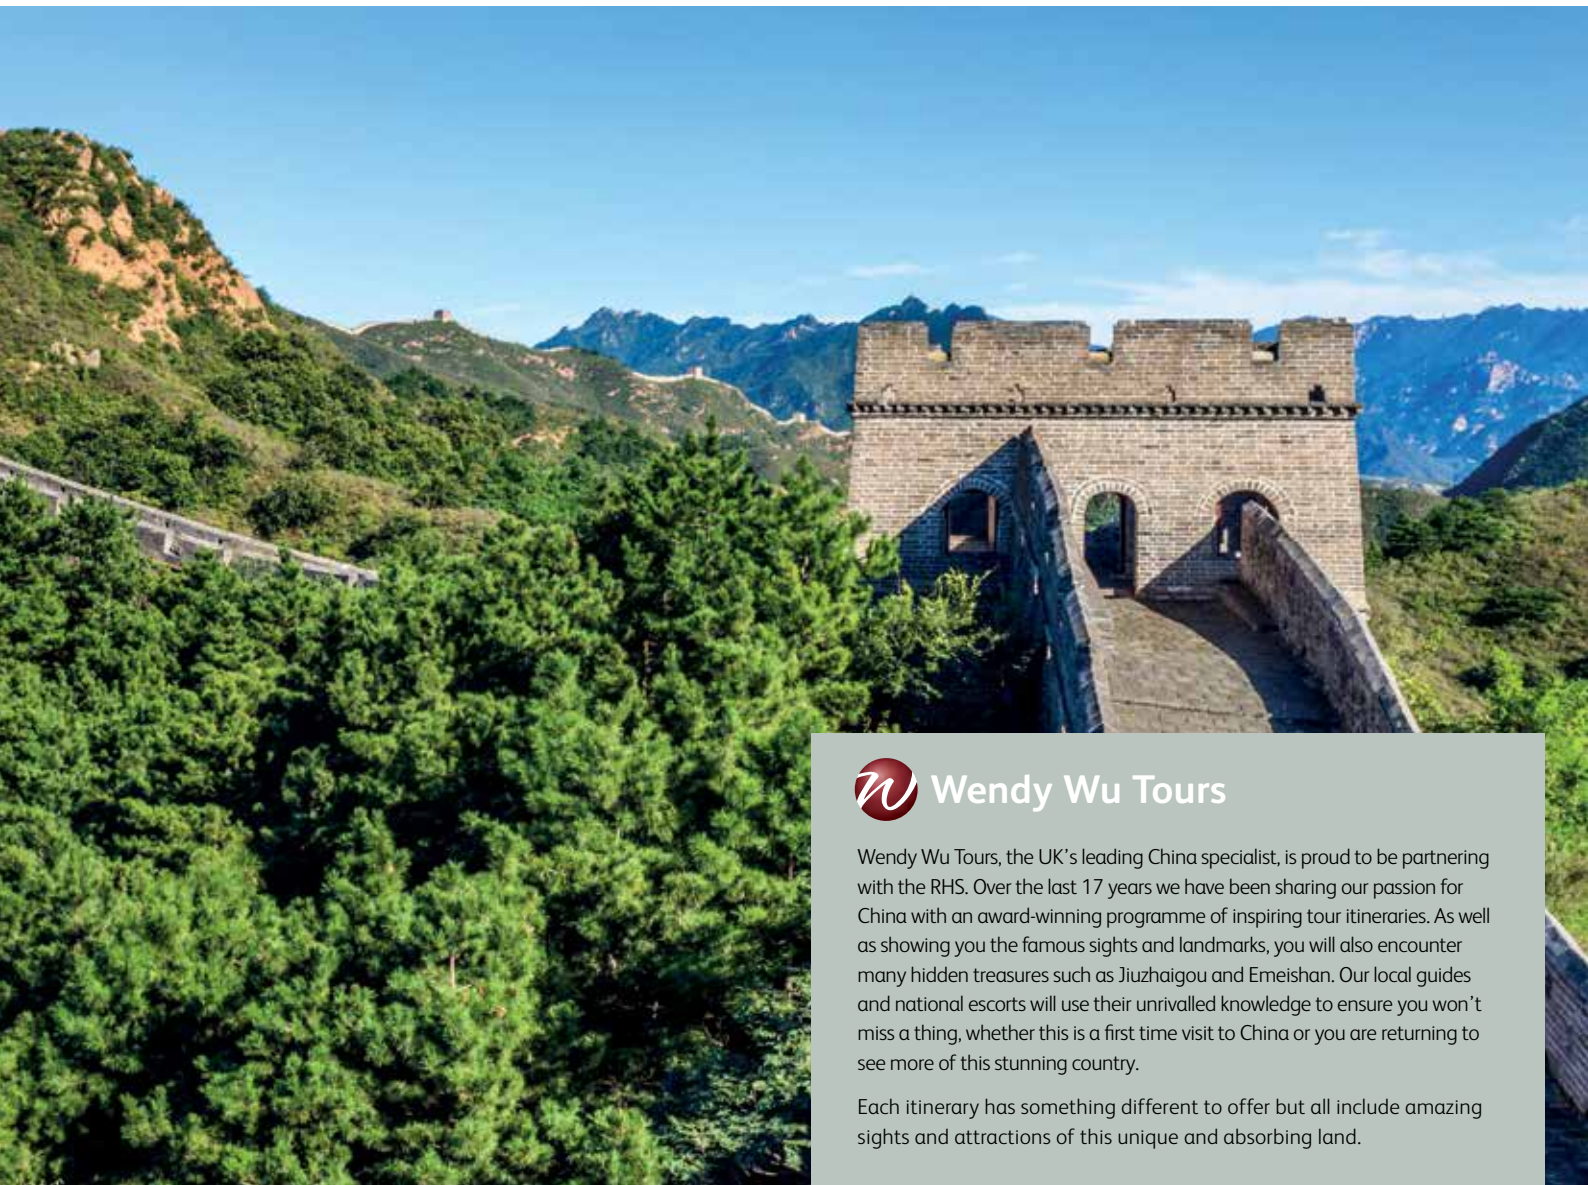 Wendy Wu Tours
Wendy Wu Tours, the UK's leading China specialist, is proud to be partnering
with the RHS. Over the last 17 years we have been sharing our passion for
China with an award-winning programme of inspiring tour itineraries. As well
as showing you the famous sights and landmarks, you will also encounter
many hidden treasures such as Jiuzhaigou and Emeishan. Our local guides
and national escorts will use their unrivalled knowledge to ensure you won't
miss a thing, whether this is a first time visit to China or you are returning to
see more of this stunning country.
Each itinerary has something different to offer but all include amazing
sights and attractions of this unique and absorbing land.